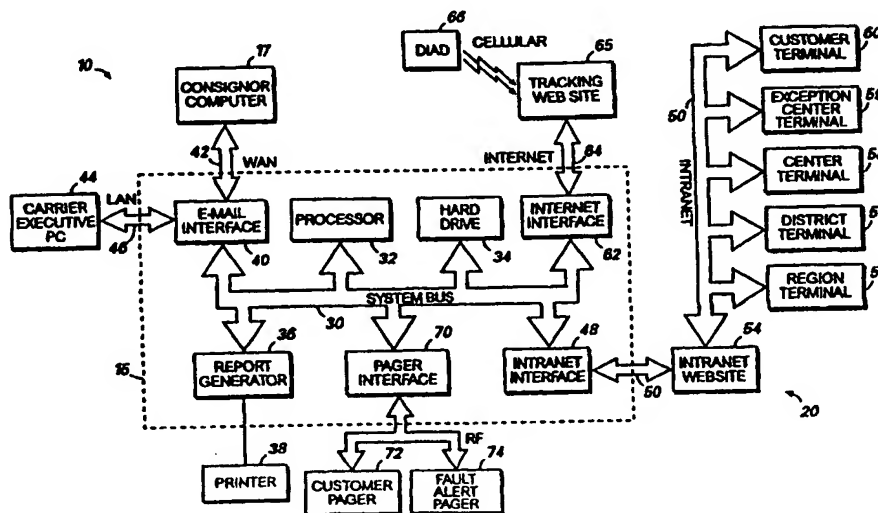 66
DIAD
CELLULAR
65
TRACKING
WEB SITE
10
17
CONSIGNOR
COMPUTER
CUSTOMER
TERMINAL
60
EXCEPTION
CENTER
TERMINAL
CENTER
TERMINAL
DISTRICT
TERMINAL
REGION
TERMINAL
50
INTRANET
42
WAN
INTERNET
64
44
CARRIER
EXECUTIVE
PC
LAN
46
E-MAIL
INTERFACE
40
PROCESSOR
32
HARD
DRIVE
34
INTERNET
INTERFACE
62
SYSTEM BUS
30
36
REPORT
GENERATOR
70
PAGER
INTERFACE
48
INTRANET
INTERFACE
50
54
INTRANET
WEBSITE
20
RF
38
PRINTER
72
CUSTOMER
PAGER
74
FAULT
ALERT
PAGER